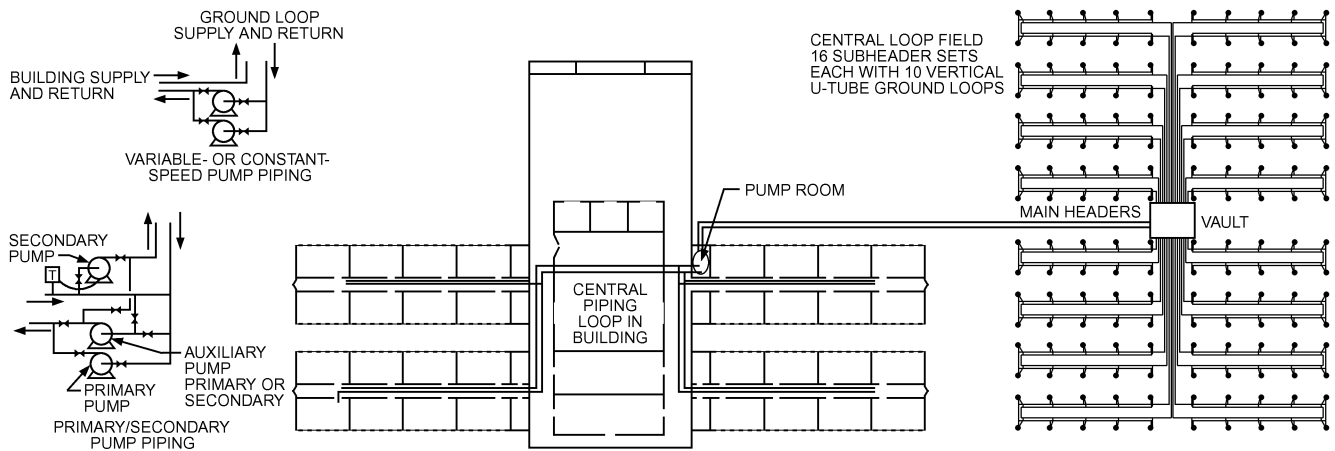 GROUND LOOP
SUPPLY AND RETURN
BUILDING SUPPLY
AND RETURN
VARIABLE- OR CONSTANT-
SPEED PUMP PIPING
SECONDARY
PUMP
T
AUXILIARY
PUMP
PRIMARY OR
SECONDARY
PRIMARY
PUMP
PRIMARY/SECONDARY
PUMP PIPING
CENTRAL
PIPING
LOOP IN
BUILDING
PUMP ROOM
CENTRAL LOOP FIELD
16 SUBHEADER SETS
EACH WITH 10 VERTICAL
U-TUBE GROUND LOOPS
MAIN HEADERS
VAULT